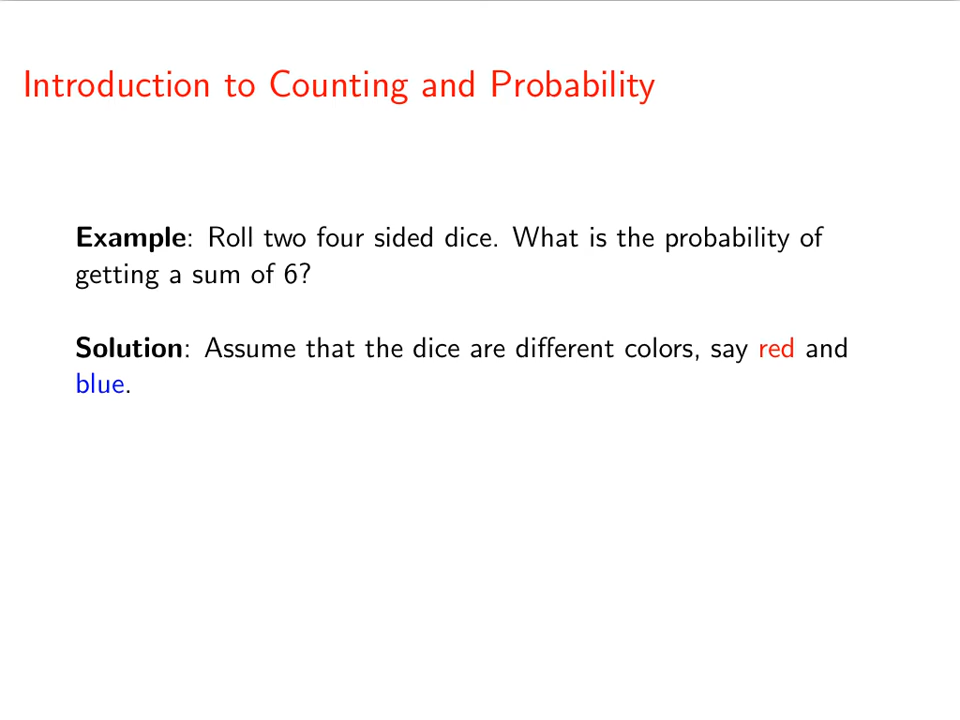 Introduction to Counting and Probability
Example: Roll two four sided dice. What is the probability of
getting a sum of 6?
Solution: Assume that the dice are different colors, say red and
blue.